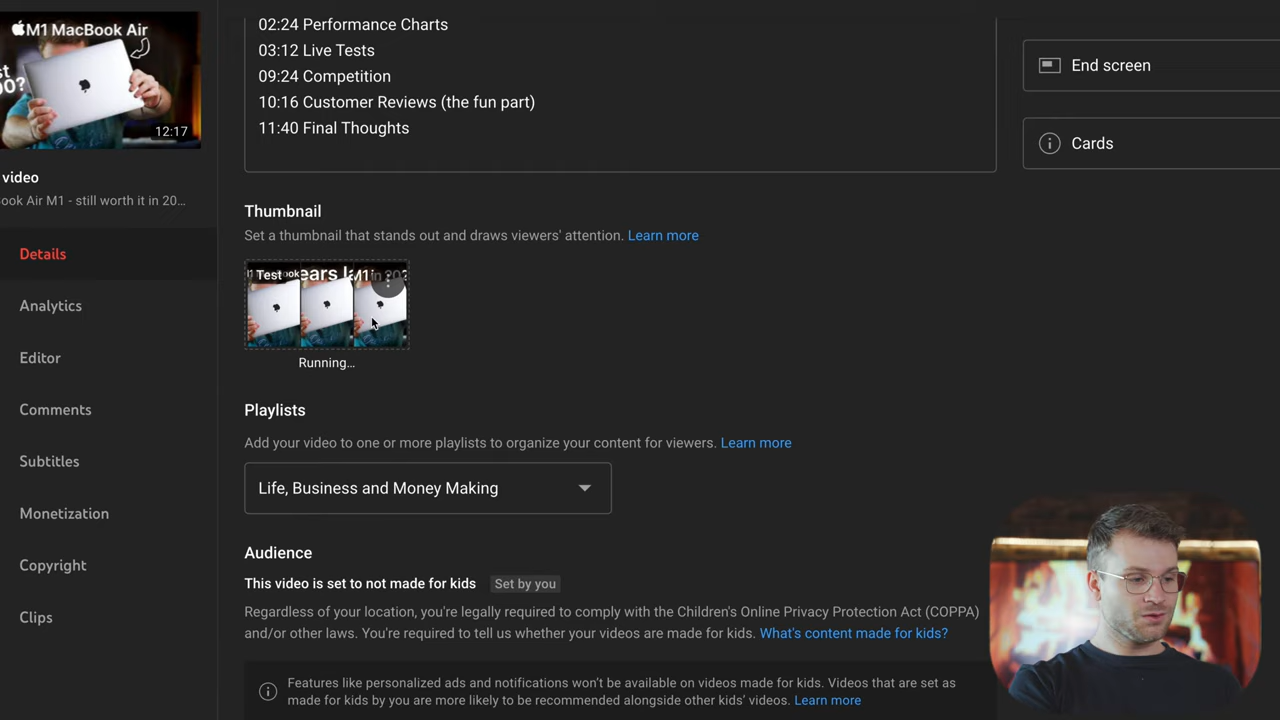 M1 MacBook Air
12:17
video
ook Air M1 - still worth it in 20...
Details
Analytics
Editor
Comments
Subtitles
Monetization
Copyright
Clips
02:24 Performance Charts
03:12 Live Tests
09:24 Competition
10:16 Customer Reviews (the fun part)
11:40 Final Thoughts
Thumbnail
Set a thumbnail that stands out and draws viewers' attention. Learn more
Test
Running...
Playlists
Add your video to one or more playlists to organize your content for viewers. Learn more
Life, Business and Money Making
Audience
This video is set to not made for kids Set by you
Regardless of your location, you're legally required to comply with the Children's Online Privacy Protection Act (COPPA)
and/or other laws. You're required to tell us whether your videos are made for kids. What's content made for kids?
Features like personalized ads and notifications won't be available on videos made for kids. Videos that are set as
made for kids by you are more likely to be recommended alongside other kids' videos. Learn more
End screen
Cards